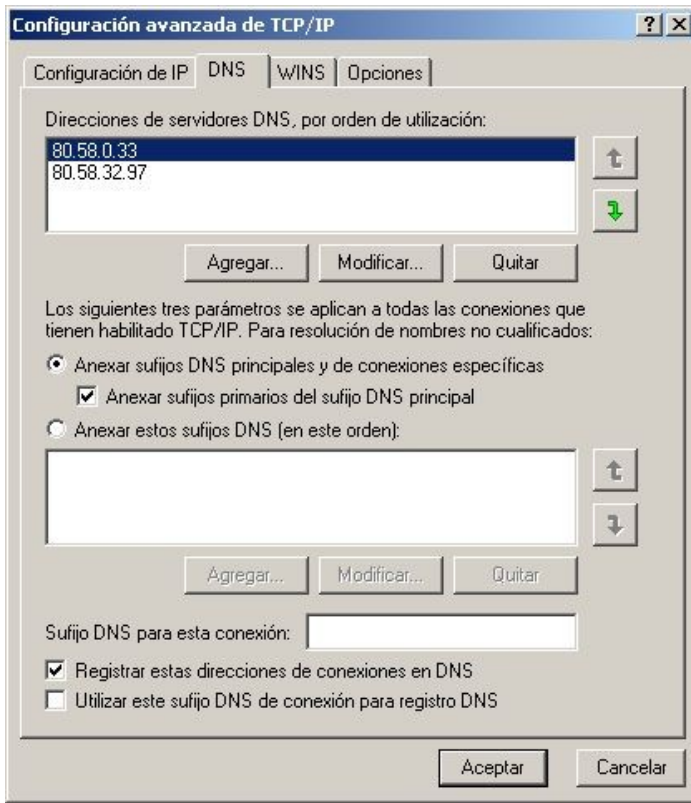 Configuración avanzada de TCP/IP
Configuración de IP DNS WINS Opciones
Direcciones de servidores DNS, por orden de utilización:
80.58.0.33
80.58.32.97
Agregar... Modificar... Quitar
Los siguientes tres parámetros se aplican a todas las conexiones que
tienen habilitado TCP/IP. Para resolución de nombres no cualificados:
Anexar sufijos DNS principales y de conexiones específicas
Anexar sufijos primarios del sufijo DNS principal
Anexar estos sufijos DNS (en este orden):
Agregar... Modificar... Quitar
Sufijo DNS para esta conexión:
Registrar estas direcciones de conexiones en DNS
Utilizar este sufijo DNS de conexión para registro DNS
Aceptar Cancelar